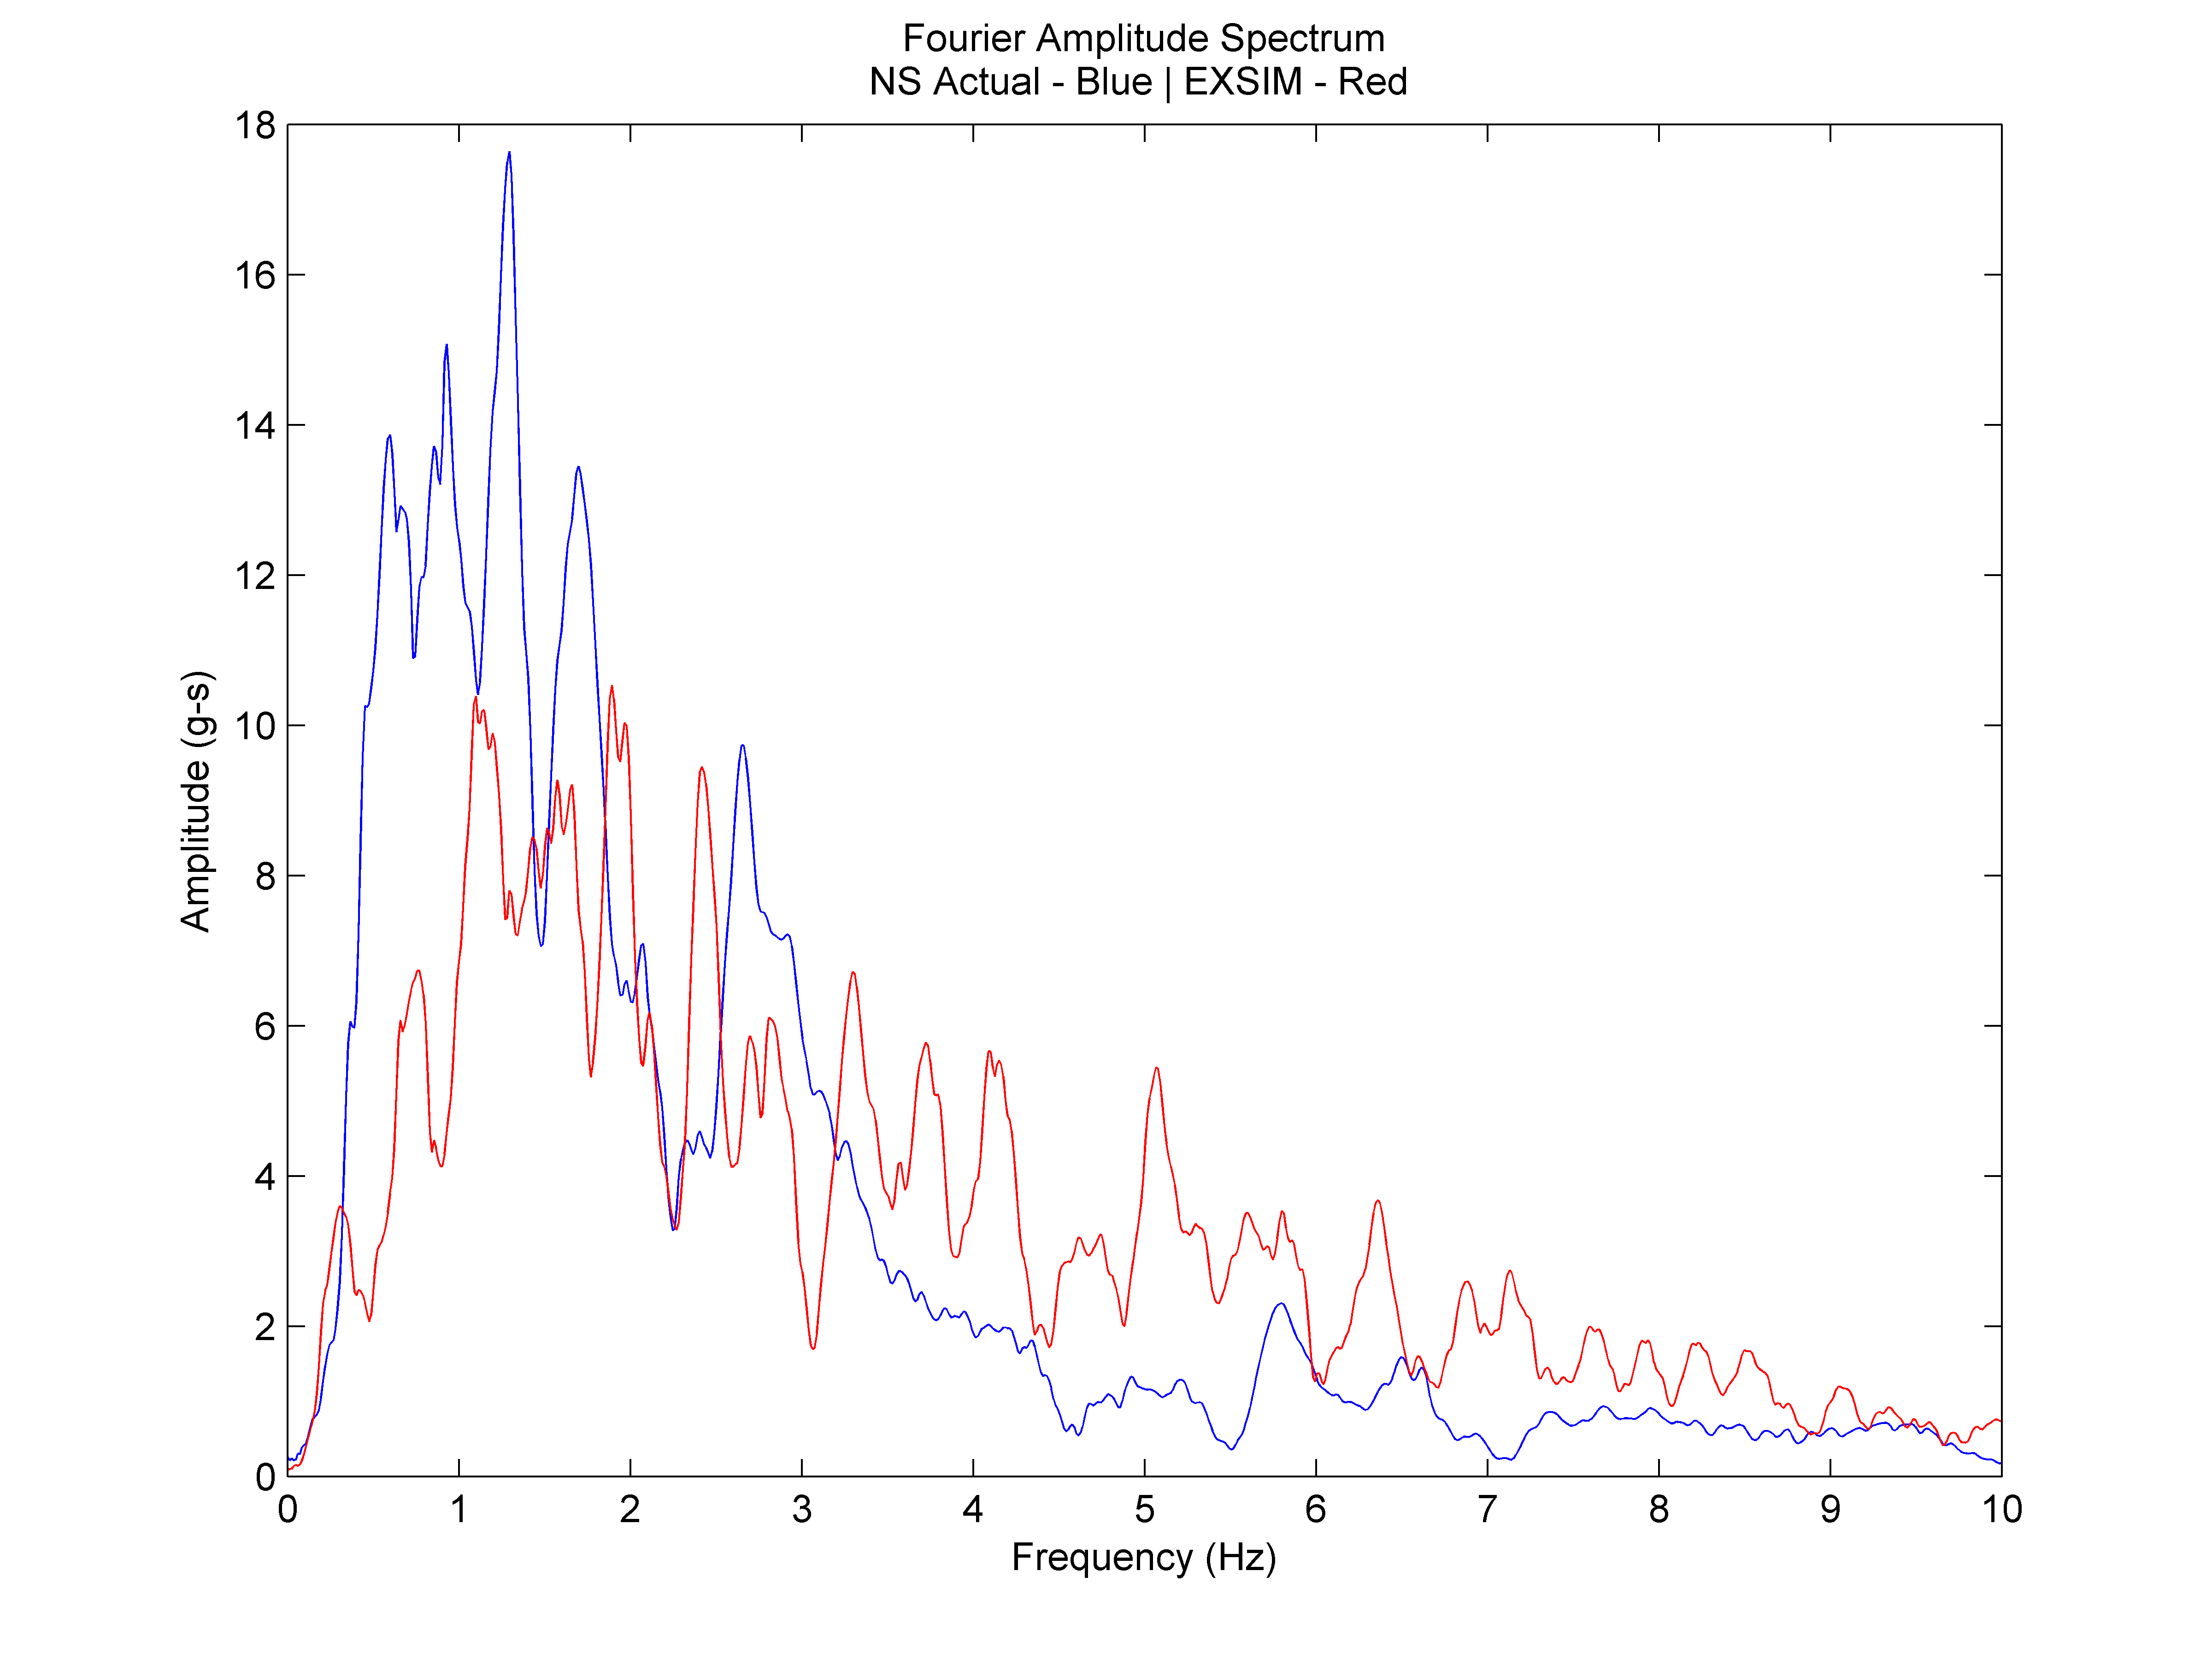 Fourier Amplitude Spectrum
NS Actual - Blue | EXSIM - Red
18
16
14
12
10
8
6
4
2
0
Amplitude (g-s)
0 1 2 3 4 5 6 7 8 9 10
Frequency (Hz)